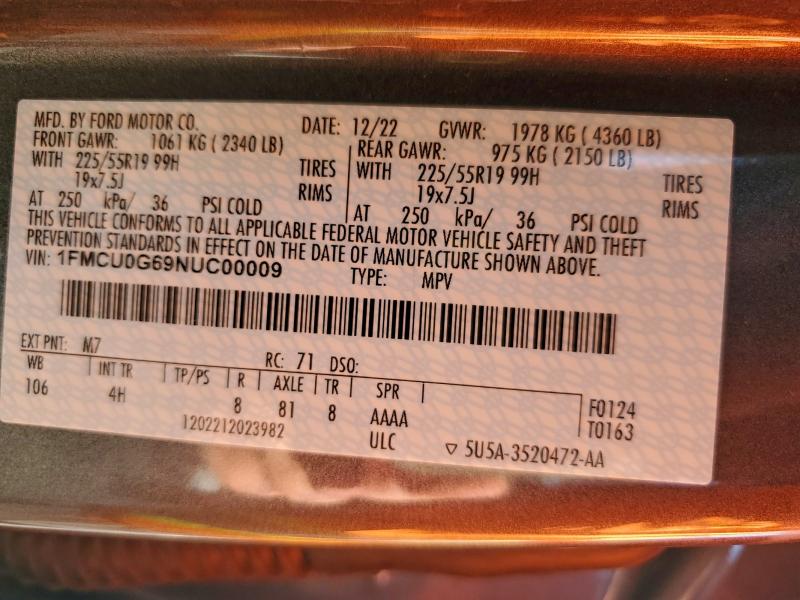 MFD. BY FORD MOTOR CO. DATE: 12/22 GVWR: 1978 KG ( 4360 LB)
FRONT GAWR: 1061 KG ( 2340 LB) REAR GAWR: 975 KG ( 2150 LB)
WITH 225/55R19 99H TIRES WITH 225/55R19 99H TIRES
19x7.5J RIMS 19x7.5J RIMS
AT 250 kPa/ 36 PSI COLD AT 250 kPa/ 36 PSI COLD
THIS VEHICLE CONFORMS TO ALL APPLICABLE FEDERAL MOTOR VEHICLE SAFETY AND THEFT
PREVENTION STANDARDS IN EFFECT ON THE DATE OF MANUFACTURE SHOWN ABOVE.
VIN: 1FMCU0G69NUC00009 TYPE: MPV
EXT PNT: M7 RC: 71 DSO:
WB INT TR TP/PS R AXLE TR SPR
106 4H 8 81 8 AAAA F0124
1202212023982 ULC T0163
▽ 5U5A-3520472-AA